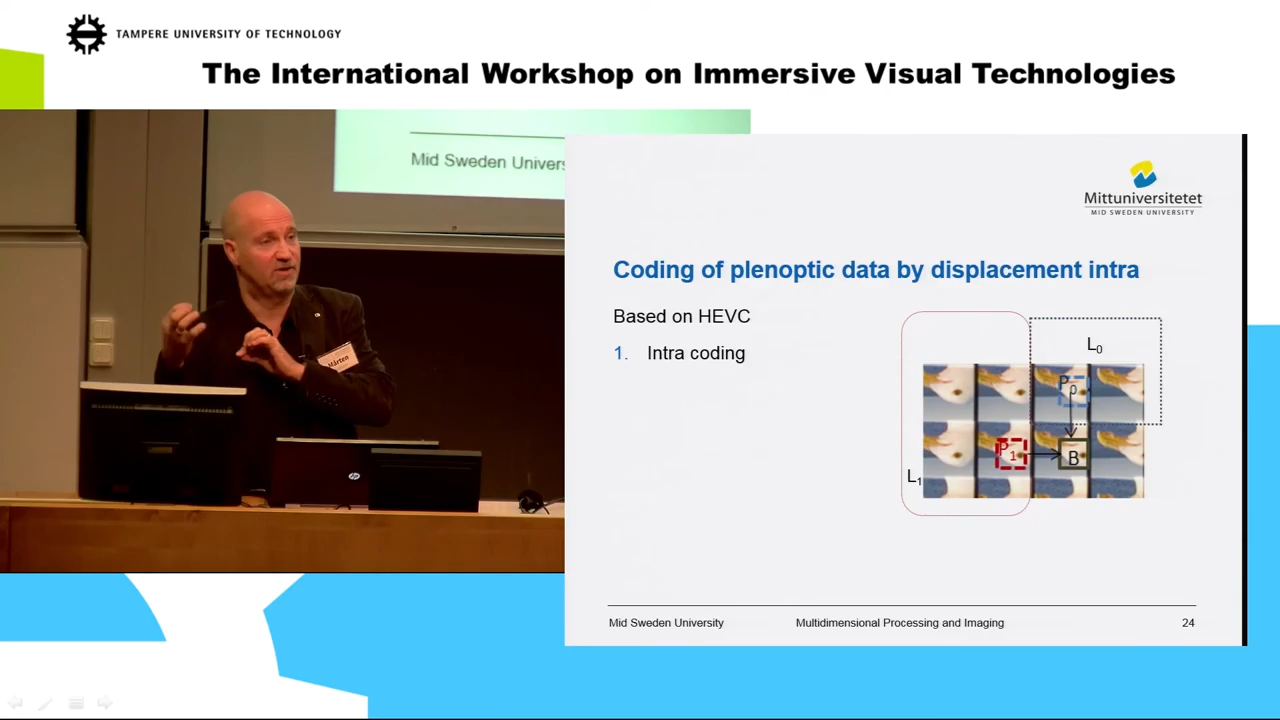 TAMPERE UNIVERSITY OF TECHNOLOGY
The International Workshop on Immersive Visual Technologies
Mid Sweden Univers
Mårten
hp
Mittuniversitetet
MID SWEDEN UNIVERSITY
Coding of plenoptic data by displacement intra
Based on HEVC
1. Intra coding
L0
P0
P1
B
L1
Mid Sweden University Multidimensional Processing and Imaging 24